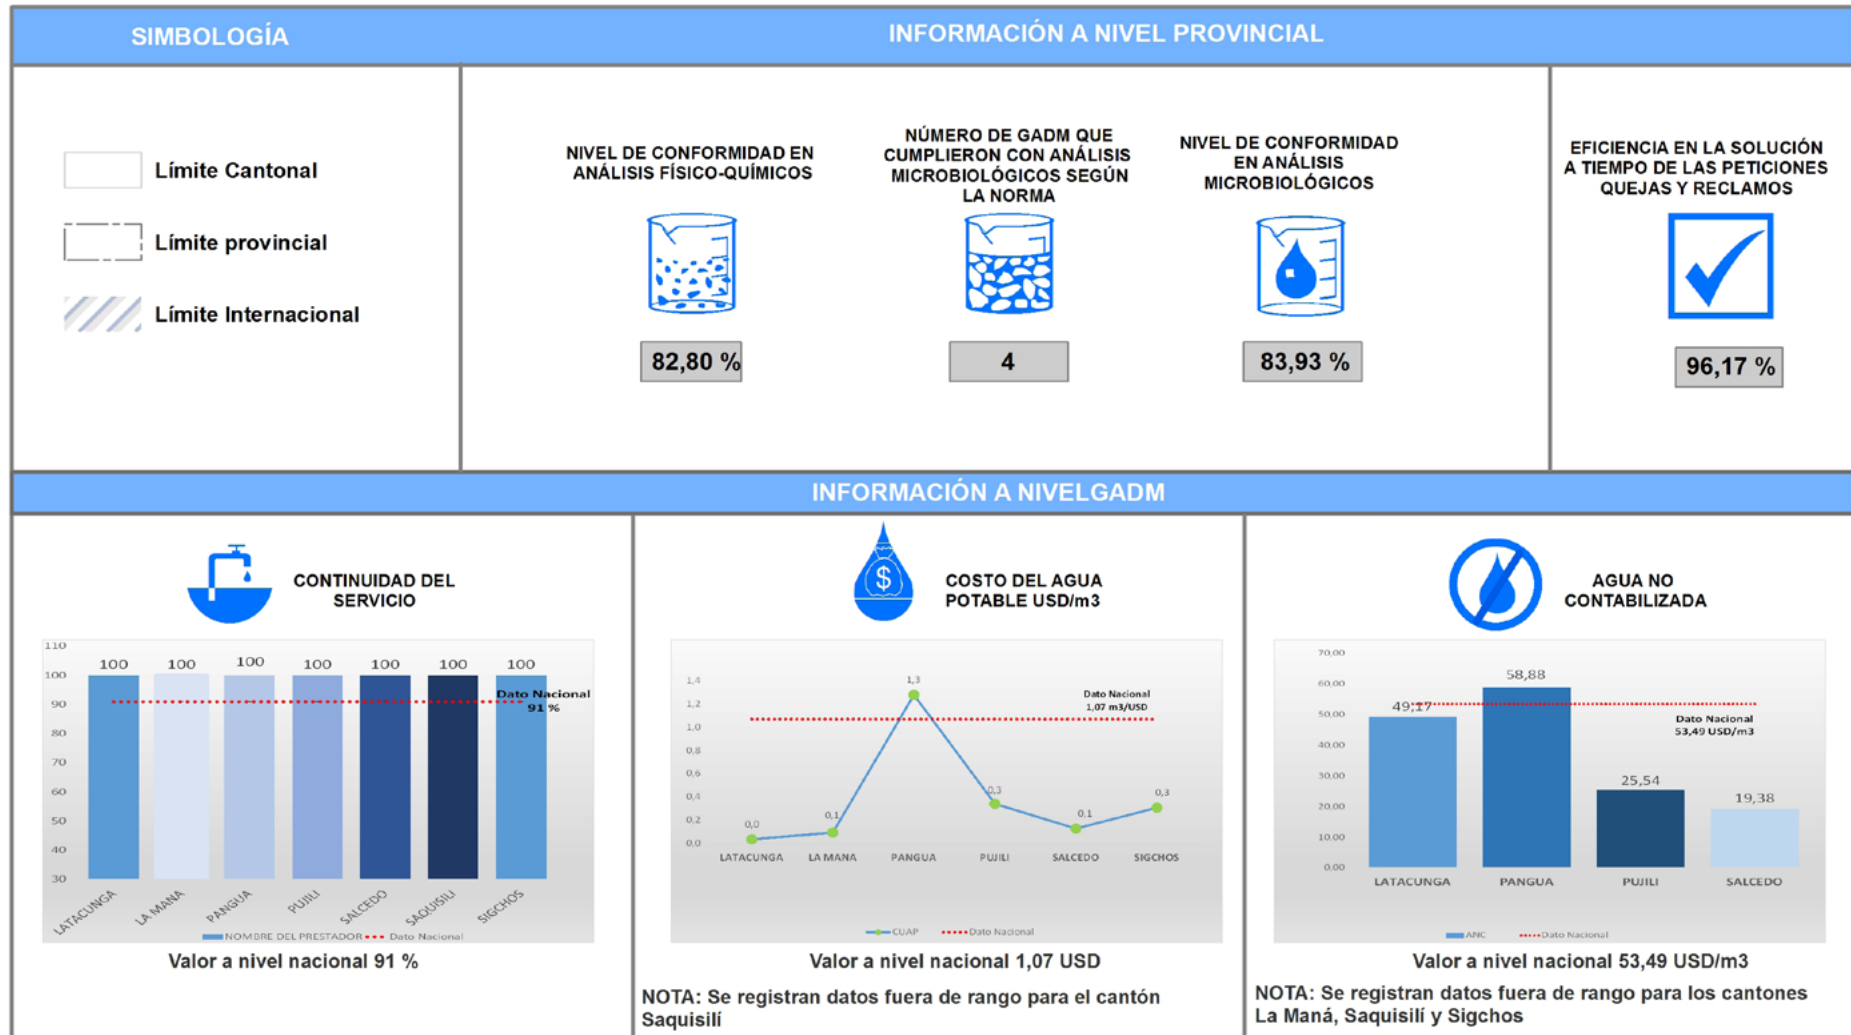 SIMBOLOGÍA
INFORMACIÓN A NIVEL PROVINCIAL
Límite Cantonal
Límite provincial
Límite Internacional
NIVEL DE CONFORMIDAD EN
ANÁLISIS FÍSICO-QUÍMICOS
82,80 %
NÚMERO DE GADM QUE
CUMPLIERON CON ANÁLISIS
MICROBIOLÓGICOS SEGÚN
LA NORMA
4
NIVEL DE CONFORMIDAD
EN ANÁLISIS
MICROBIOLÓGICOS
83,93 %
EFICIENCIA EN LA SOLUCIÓN
A TIEMPO DE LAS PETICIONES
QUEJAS Y RECLAMOS
96,17 %
INFORMACIÓN A NIVELGADM
CONTINUIDAD DEL
SERVICIO
110
100
90
80
70
60
50
40
30
100 100 100 100 100 100 100
Dato Nacional
91 %
LATACUNGA LA MANA PANGUA PUJILI SALCEDO SAQUISILI SIGCHOS
NOMBRE DEL PRESTADOR Dato Nacional
Valor a nivel nacional 91 %
$
COSTO DEL AGUA
POTABLE USD/m3
1,4
1,2
1,0
0,8
0,6
0,4
0,2
0,0
0,0 0,1 1,3 0,3 0,1 0,3
Dato Nacional
1,07 m3/USD
LATACUNGA LA MANA PANGUA PUJILI SALCEDO SIGCHOS
CUAP Dato Nacional
Valor a nivel nacional 1,07 USD
NOTA: Se registran datos fuera de rango para el cantón
Saquisilí
AGUA NO
CONTABILIZADA
70,00
60,00
50,00
40,00
30,00
20,00
10,00
0,00
49,17 58,88 25,54 19,38
Dato Nacional
53,49 USD/m3
LATACUNGA PANGUA PUJILI SALCEDO
ANC Dato Nacional
Valor a nivel nacional 53,49 USD/m3
NOTA: Se registran datos fuera de rango para los cantones
La Maná, Saquisilí y Sigchos